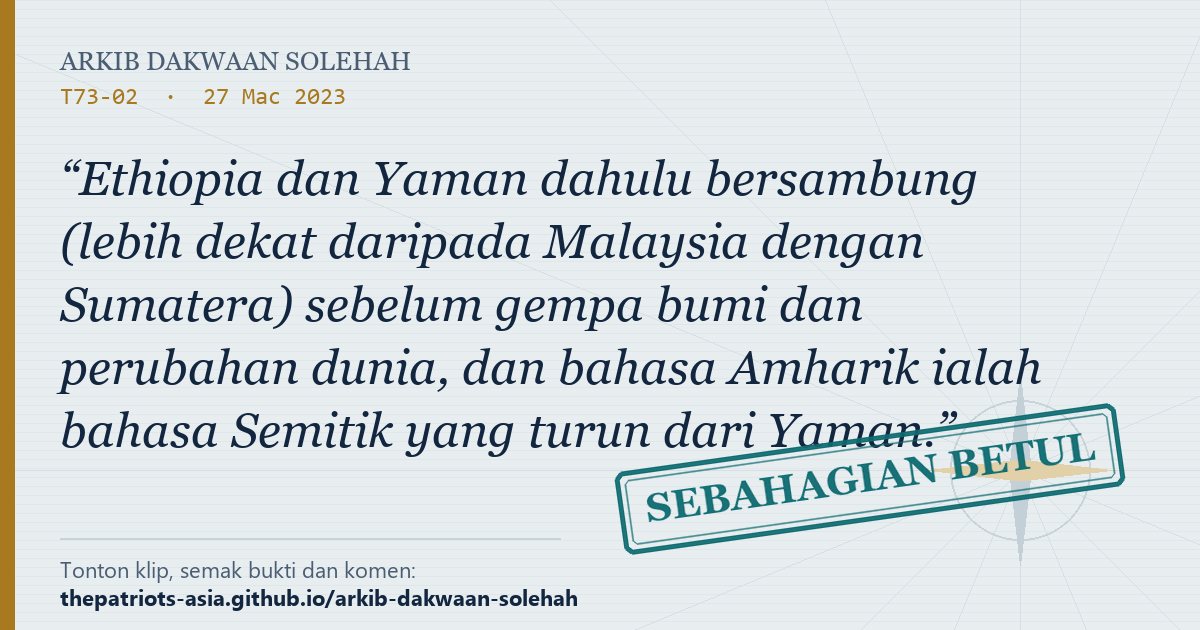 ARKIB DAKWAAN SOLEHAH
T73-02 · 27 Mac 2023
“Ethiopia dan Yaman dahulu bersambung
(lebih dekat daripada Malaysia dengan
Sumatera) sebelum gempa bumi dan
perubahan dunia, dan bahasa Amharik ialah
bahasa Semitik yang turun dari Yaman.”
SEBAHAGIAN BETUL
Tonton klip, semak bukti dan komen:
thepatriots-asia.github.io/arkib-dakwaan-solehah